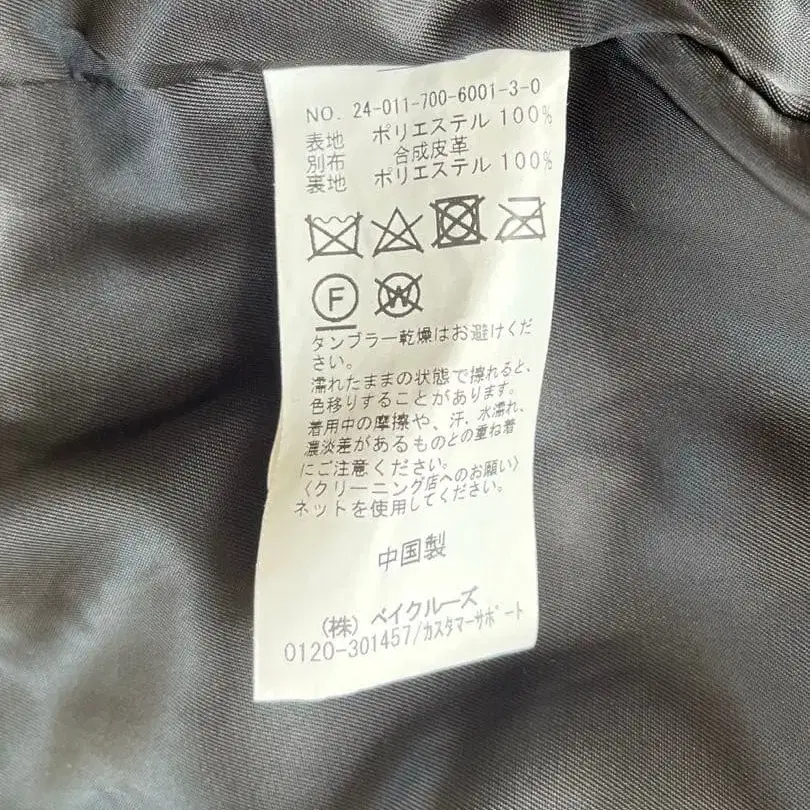 NO. 24-011-700-6001-3-0
表地 ポリエステル 100%
別布 合成皮革
裏地 ポリエステル 100%
F W
タンブラー乾燥はお避けくだ
さい。
濡れたままの状態で擦れると、
色移りすることがあります。
着用中の摩擦や、汗、水濡れ、
濃淡差があるものとの重ね着
にご注意ください。
〈クリーニング店へのお願い〉
ネットを使用してください。
中国製
(株) ベイクルーズ
0120-301457/カスタマーサポート